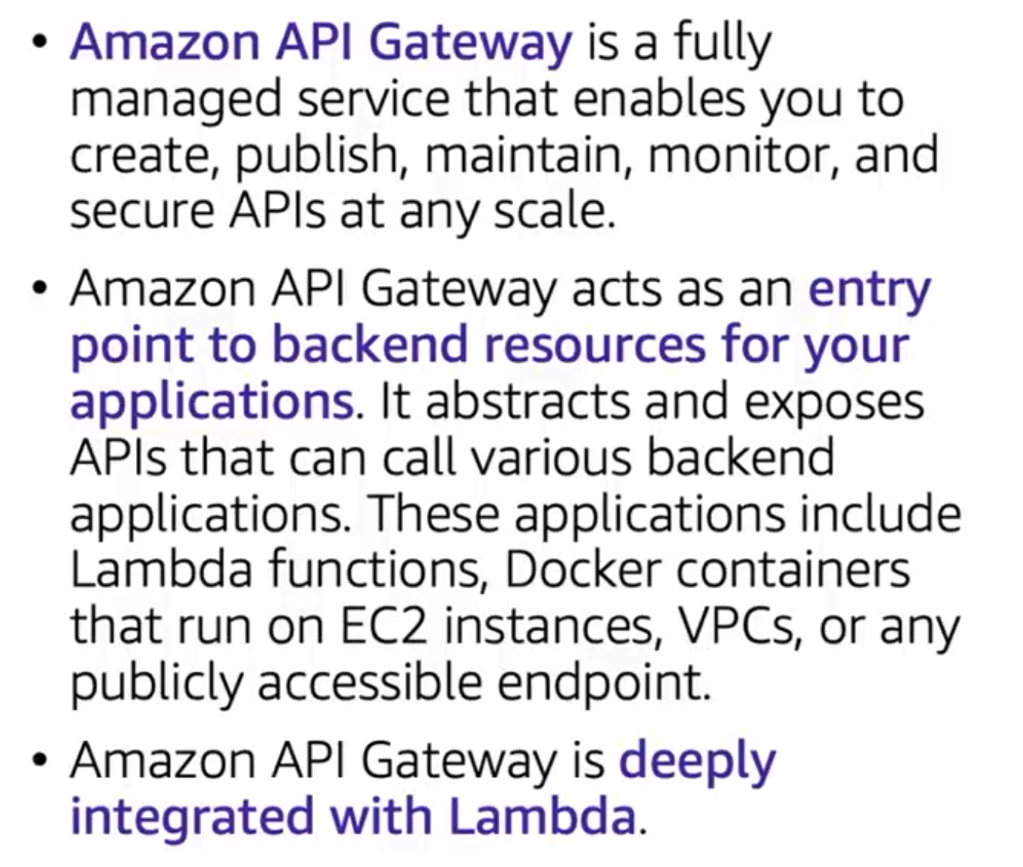 • Amazon API Gateway is a fully
managed service that enables you to
create, publish, maintain, monitor, and
secure APIs at any scale.
• Amazon API Gateway acts as an entry
point to backend resources for your
applications. It abstracts and exposes
APIs that can call various backend
applications. These applications include
Lambda functions, Docker containers
that run on EC2 instances, VPCs, or any
publicly accessible endpoint.
• Amazon API Gateway is deeply
integrated with Lambda.